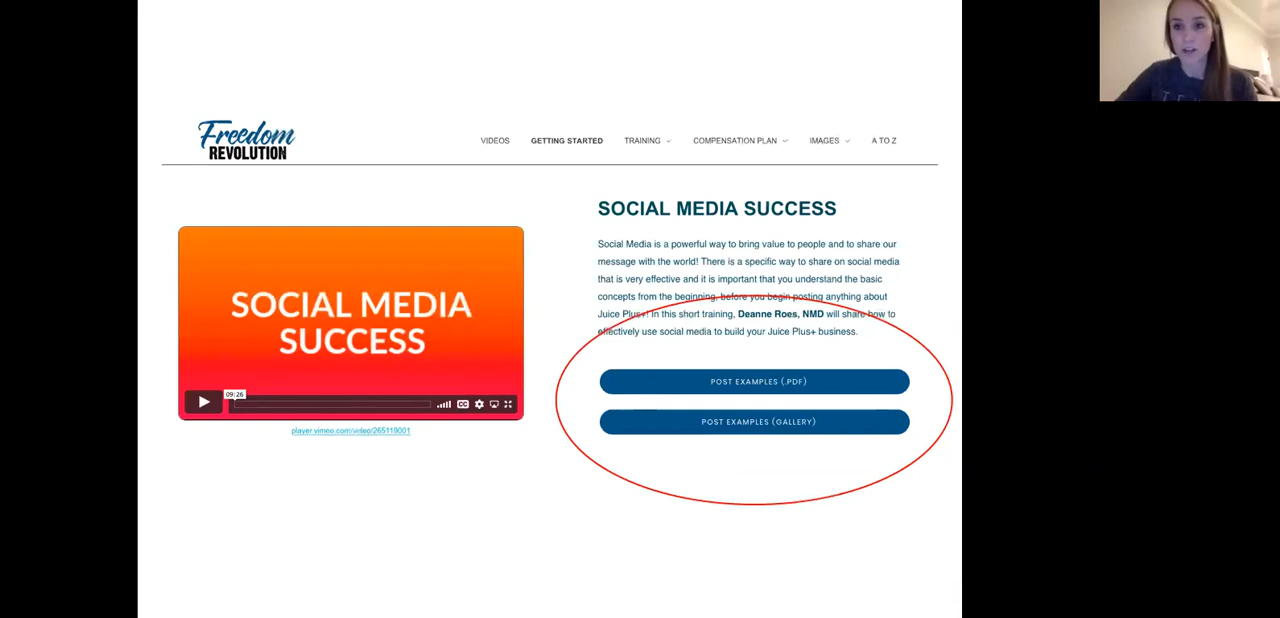 Freedom
REVOLUTION
VIDEOS GETTING STARTED TRAINING COMPENSATION PLAN IMAGES A TO Z
SOCIAL MEDIA
SUCCESS
09:26
CC
player.vimeo.com/video/265119001
SOCIAL MEDIA SUCCESS
Social Media is a powerful way to bring value to people and to share our
message with the world! There is a specific way to share on social media
that is very effective and it is important that you understand the basic
concepts from the beginning, before you begin posting anything about
Juice Plus+! In this short training, Deanne Roes, NMD will share how to
effectively use social media to build your Juice Plus+ business.
POST EXAMPLES (.PDF)
POST EXAMPLES (GALLERY)